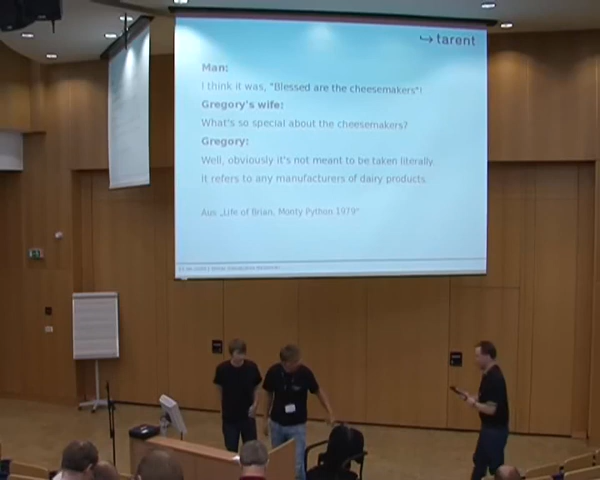 tarent
Man:
I think it was, "Blessed are the cheesemakers"!
Gregory's wife:
What's so special about the cheesemakers?
Gregory:
Well, obviously it's not meant to be taken literally.
It refers to any manufacturers of dairy products.
Aus „Life of Brian, Monty Python 1979"